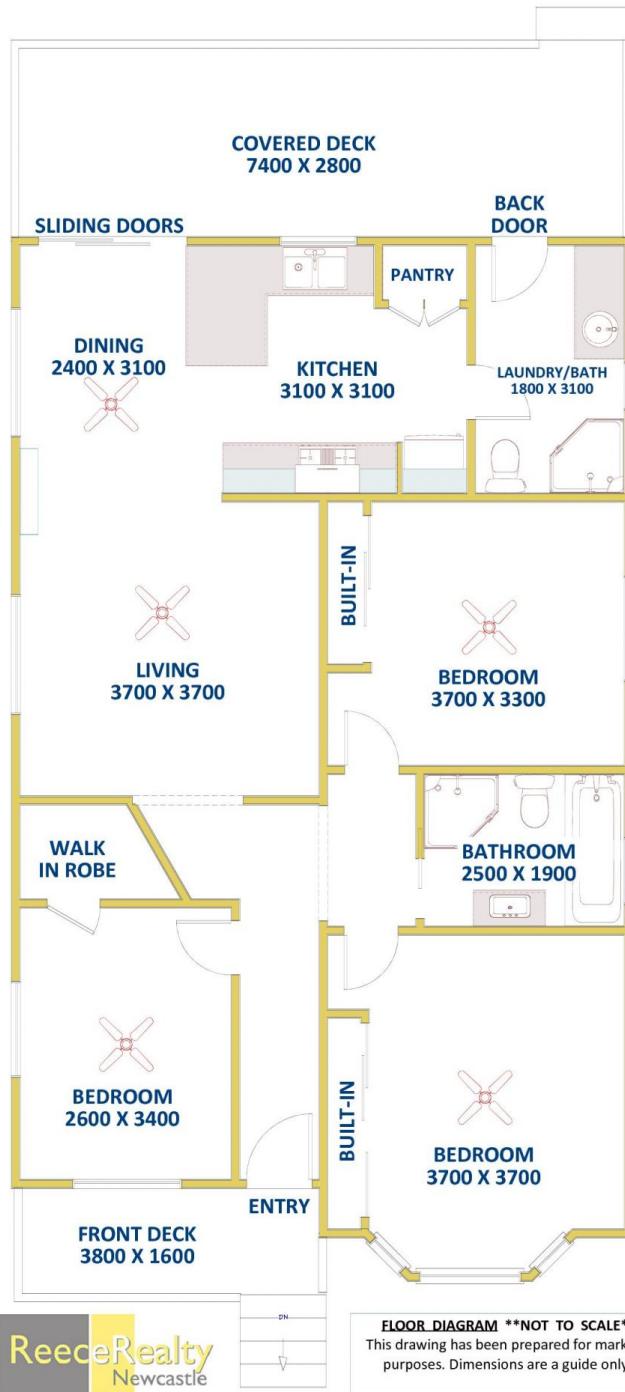 COVERED DECK
7400 X 2800
SLIDING DOORS
BACK
DOOR
PANTRY
DINING
2400 X 3100
KITCHEN
3100 X 3100
LAUNDRY/BATH
1800 X 3100
BUILT-IN
LIVING
3700 X 3700
BEDROOM
3700 X 3300
WALK
IN ROBE
BATHROOM
2500 X 1900
BEDROOM
2600 X 3400
BUILT-IN
BEDROOM
3700 X 3700
ENTRY
FRONT DECK
3800 X 1600
DN
ReeceRealty
Newcastle
FLOOR DIAGRAM **NOT TO SCALE*
This drawing has been prepared for mark
purposes. Dimensions are a guide only